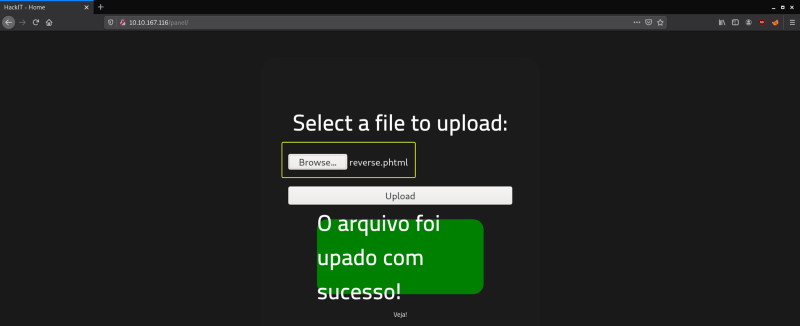 HackIT - Home
10.10.167.116/panel/
Select a file to upload:
Browse... reverse.phtml
Upload
O arquivo foi
upado com
sucesso!
Veja!